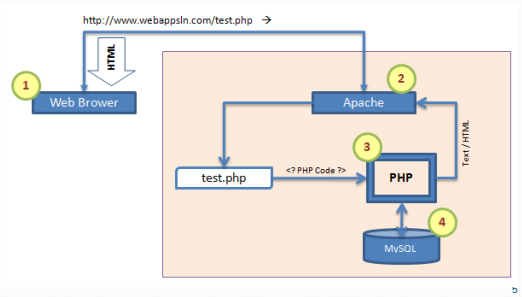 http://www.webappsln.com/test.php →
HTML
1
Web Brower
2
Apache
3
test.php
<? PHP Code ?>
PHP
Text / HTML
4
MySQL
5